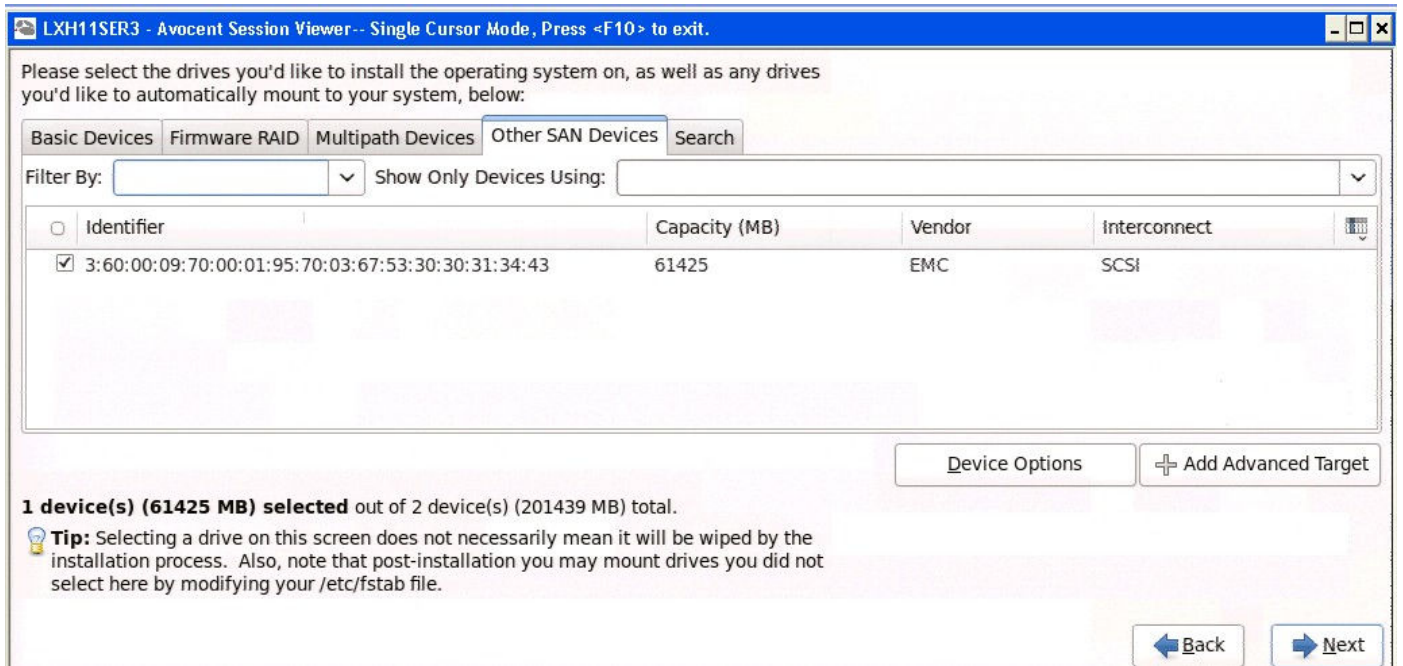 LXH11SER3 - Avocent Session Viewer-- Single Cursor Mode, Press <F10> to exit.
Please select the drives you'd like to install the operating system on, as well as any drives
you'd like to automatically mount to your system, below:
Basic Devices Firmware RAID Multipath Devices Other SAN Devices Search
Filter By: Show Only Devices Using:
Identifier Capacity (MB) Vendor Interconnect
3:60:00:09:70:00:01:95:70:03:67:53:30:30:31:34:43 61425 EMC SCSI
Device Options Add Advanced Target
1 device(s) (61425 MB) selected out of 2 device(s) (201439 MB) total.
Tip: Selecting a drive on this screen does not necessarily mean it will be wiped by the
installation process. Also, note that post-installation you may mount drives you did not
select here by modifying your /etc/fstab file.
Back Next